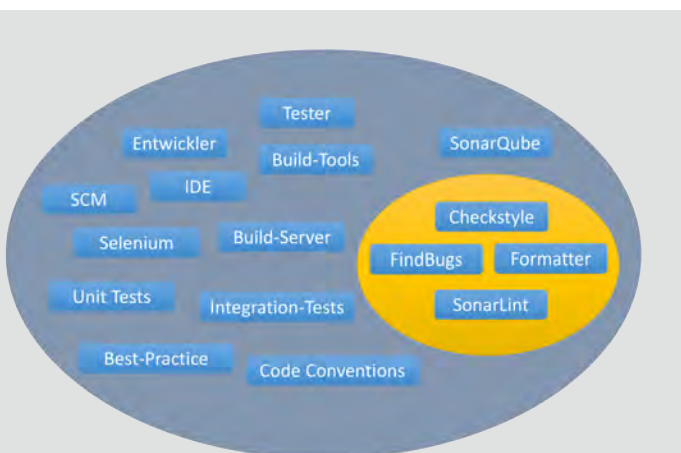 Tester
Entwickler
SonarQube
Build-Tools
IDE
SCM
Checkstyle
Selenium
Build-Server
FindBugs
Formatter
Unit Tests
Integration-Tests
SonarLint
Best-Practice
Code Conventions